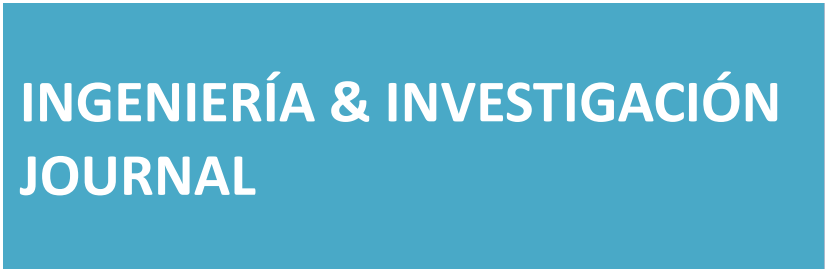 INGENIERÍA & INVESTIGACIÓN
JOURNAL